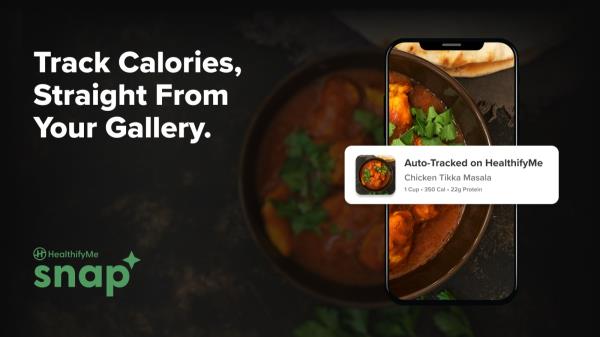 Track Calories,
Straight From
Your Gallery.
Auto-Tracked on HealthifyMe
Chicken Tikka Masala
1 Cup • 350 Cal • 22g Protein
HealthifyMe
snap